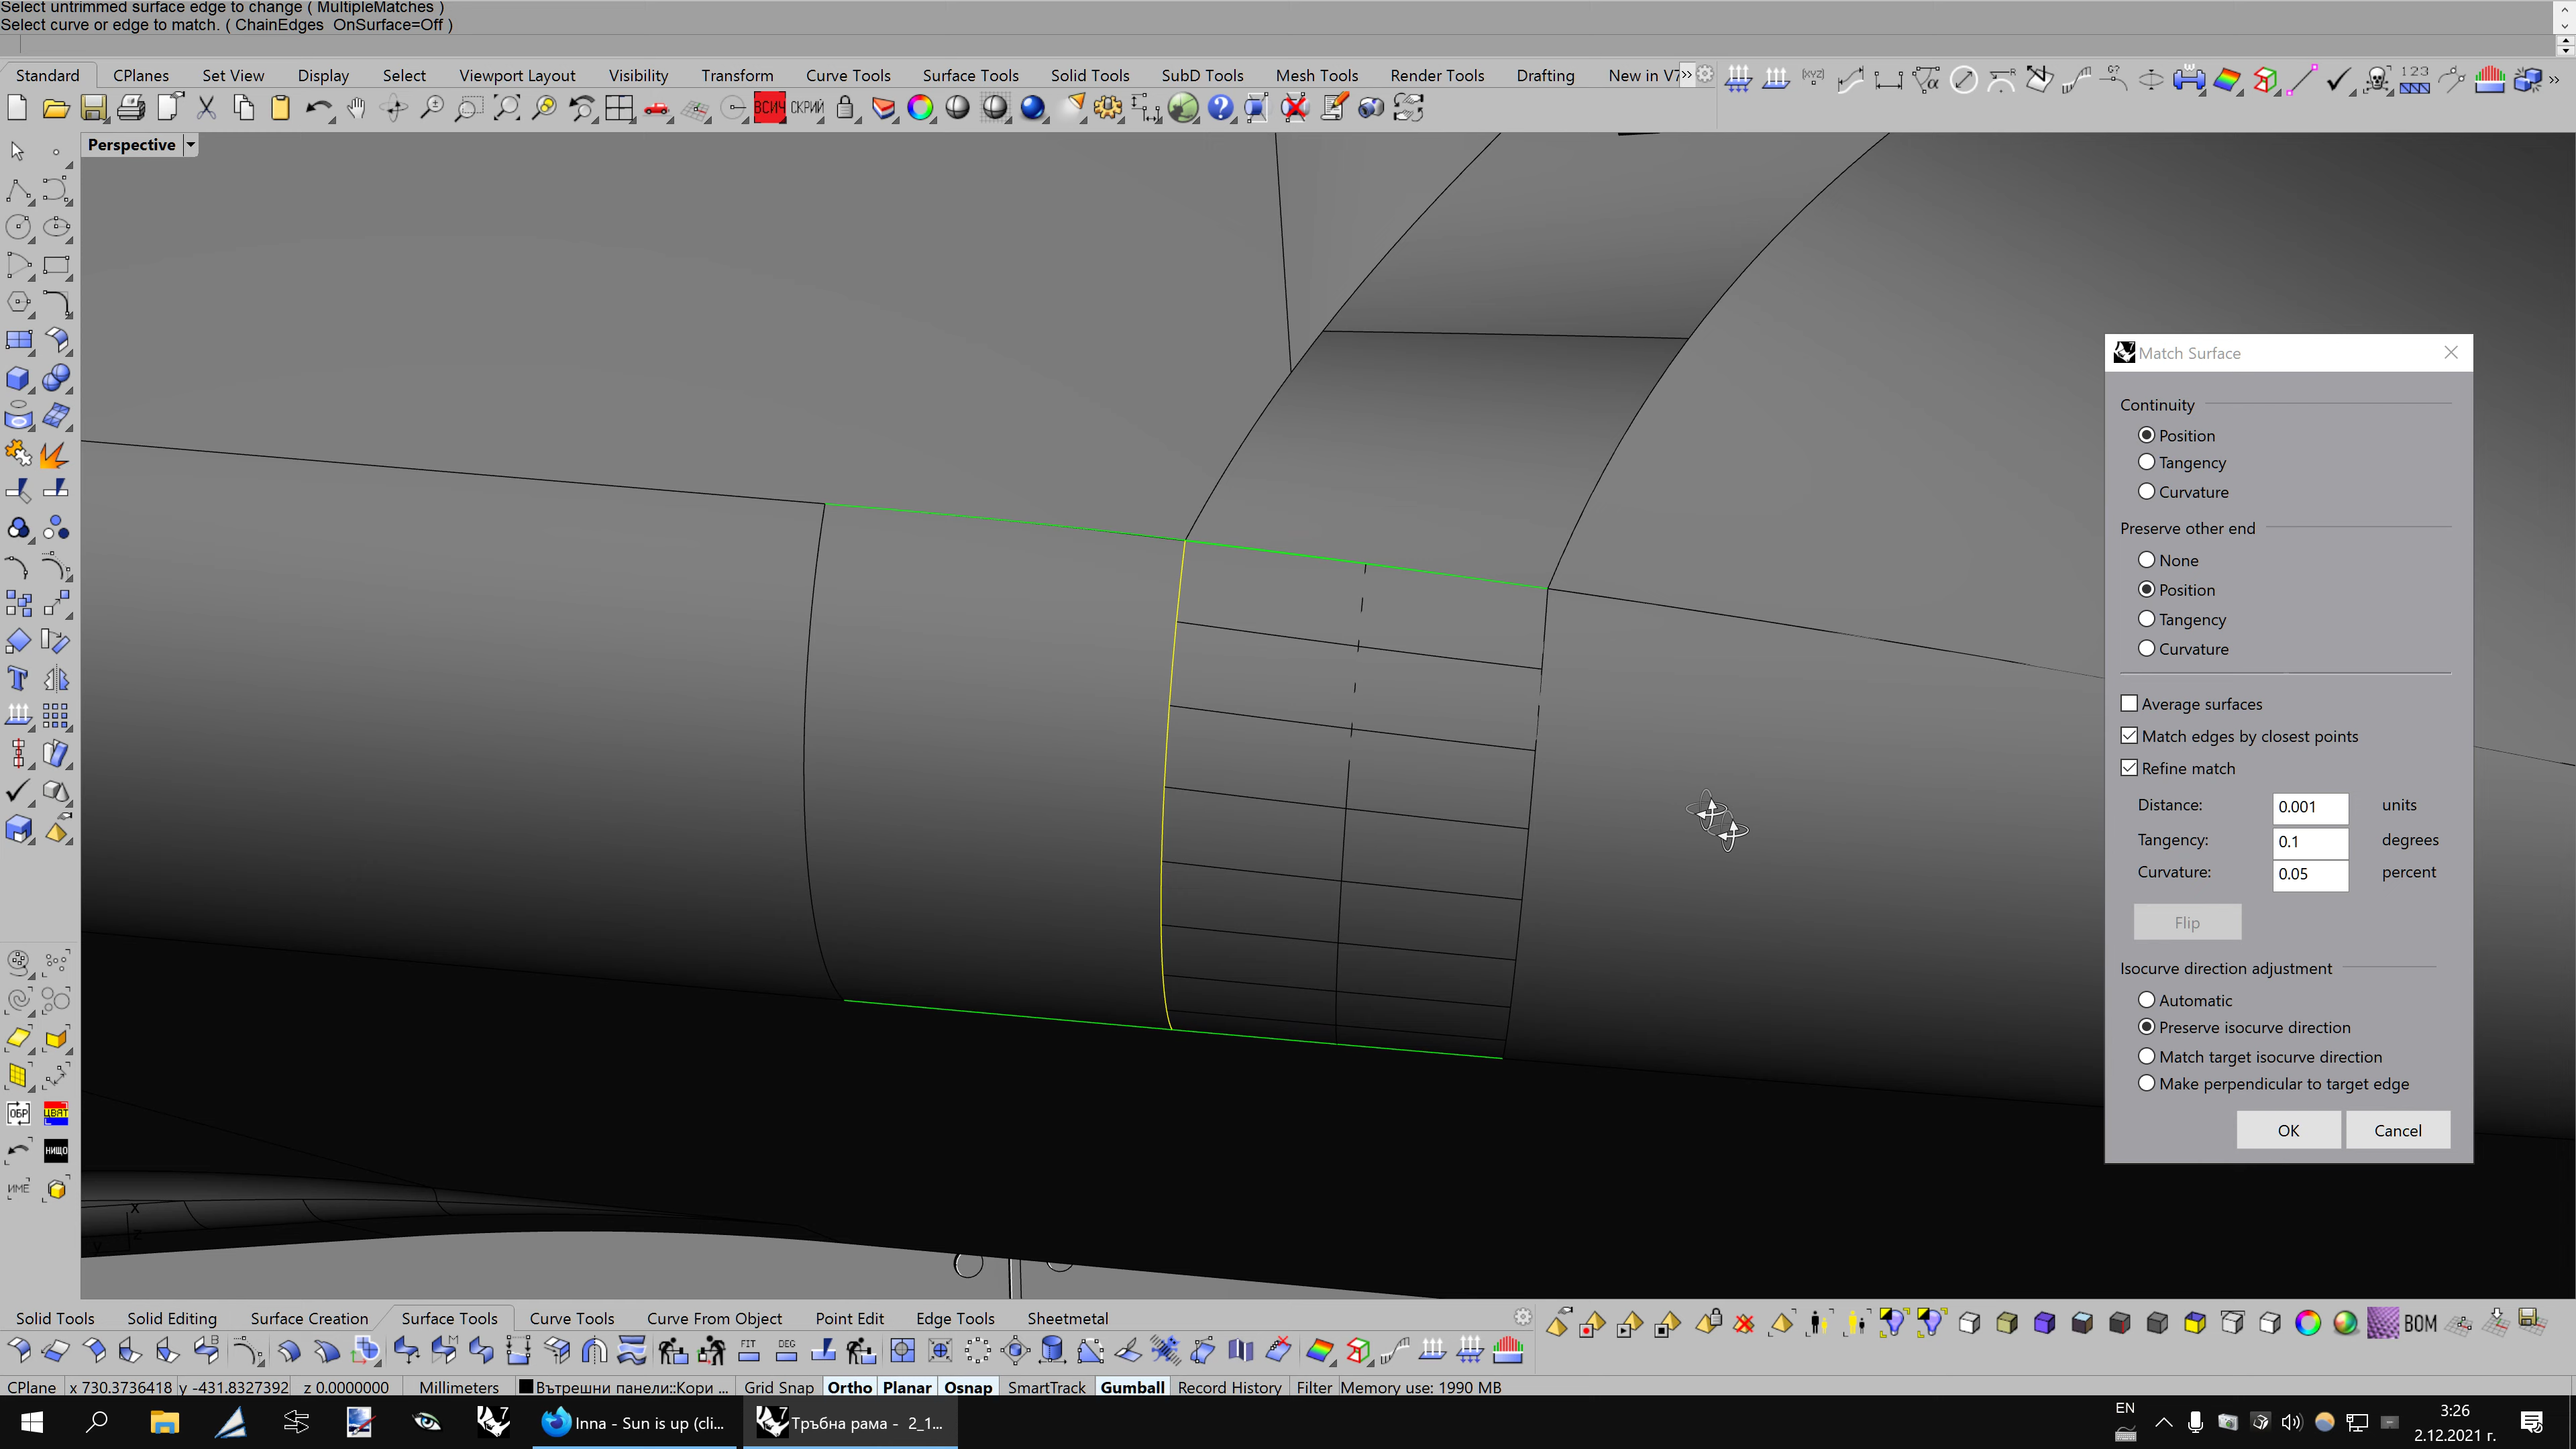 Select untrimmed surface edge to change ( MultipleMatches )
Select curve or edge to match. ( ChainEdges  OnSurface=Off )
Standard CPlanes Set View Display Select Viewport Layout Visibility Transform Curve Tools Surface Tools Solid Tools SubD Tools Mesh Tools Render Tools Drafting New in V7
ВСИЧ СКРИЙ
Perspective
7 Match Surface
Continuity
Position
Tangency
Curvature
Preserve other end
None
Position
Tangency
Curvature
Average surfaces
Match edges by closest points
Refine match
Distance: 0.001 units
Tangency: 0.1 degrees
Curvature: 0.05 percent
Flip
Isocurve direction adjustment
Automatic
Preserve isocurve direction
Match target isocurve direction
Make perpendicular to target edge
OK Cancel
ОБР ЦВЯТ
НИЩО
ИМЕ
x
z
y
Solid Tools Solid Editing Surface Creation Surface Tools Curve Tools Curve From Object Point Edit Edge Tools Sheetmetal
BOM
FIT DEG
CPlane x 730.3736418 y -431.8327392 z 0.0000000 Millimeters Вътрешни панели::Кори ... Grid Snap Ortho Planar Osnap SmartTrack Gumball Record History Filter Memory use: 1990 MB
Inna - Sun is up (cli...
Тръбна рама -  2_1...
EN
3:26
2.12.2021 г.